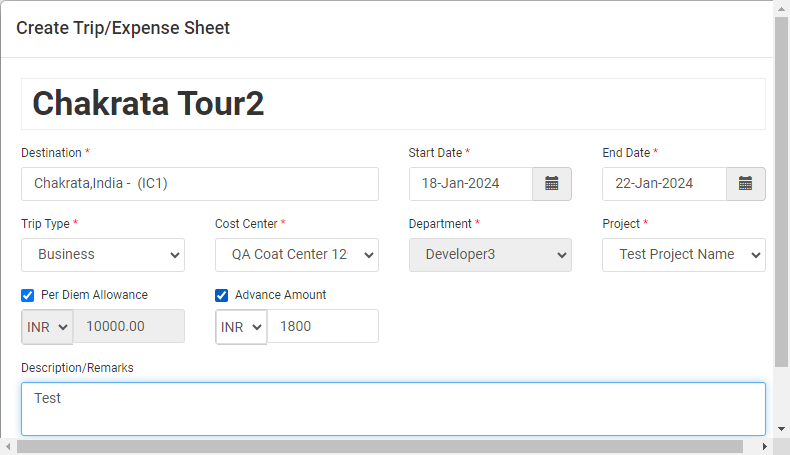 Create Trip/Expense Sheet
Chakrata Tour2
Destination * Start Date * End Date *
Chakrata,India - (IC1) 18-Jan-2024 22-Jan-2024
Trip Type * Cost Center * Department * Project *
Business QA Coat Center 12 Developer3 Test Project Name
Per Diem Allowance Advance Amount
INR 10000.00 INR 1800
Description/Remarks
Test